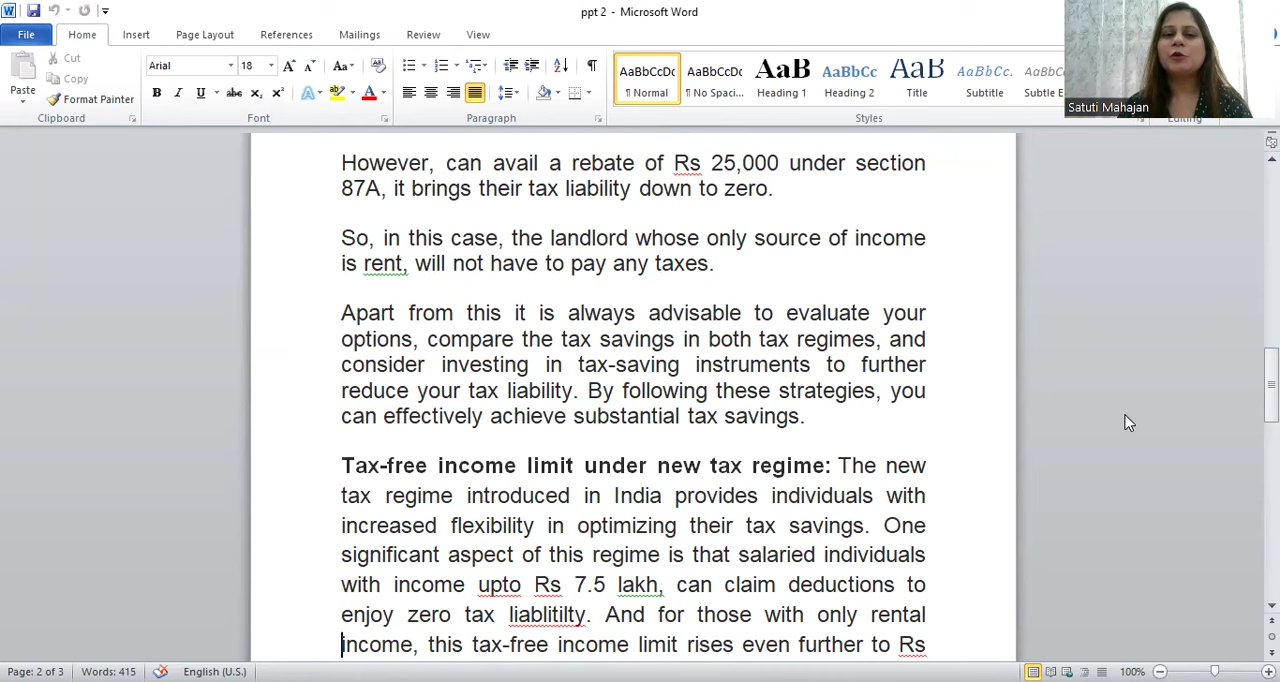 ppt 2 - Microsoft Word
File Home Insert Page Layout References Mailings Review View
Paste
Cut
Copy
Format Painter
Clipboard
Arial 18
Font
Paragraph
AaBbCcDc AaBbCcDc AaB AaBbCc AaB AaBbCc. AaBbCc
¶ Normal ¶ No Spaci... Heading 1 Heading 2 Title Subtitle Subtle E
Styles
Editing
Satuti Mahajan
However, can avail a rebate of Rs 25,000 under section
87A, it brings their tax liability down to zero.
So, in this case, the landlord whose only source of income
is rent, will not have to pay any taxes.
Apart from this it is always advisable to evaluate your
options, compare the tax savings in both tax regimes, and
consider investing in tax-saving instruments to further
reduce your tax liability. By following these strategies, you
can effectively achieve substantial tax savings.
Tax-free income limit under new tax regime: The new
tax regime introduced in India provides individuals with
increased flexibility in optimizing their tax savings. One
significant aspect of this regime is that salaried individuals
with income upto Rs 7.5 lakh, can claim deductions to
enjoy zero tax liablitilty. And for those with only rental
income, this tax-free income limit rises even further to Rs
Page: 2 of 3 Words: 415 English (U.S.) 100%